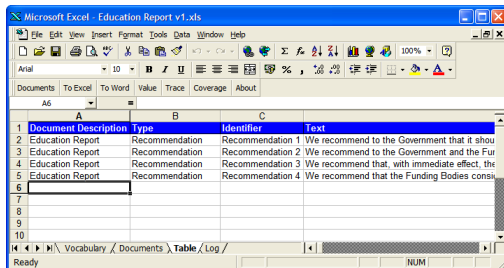 Microsoft Excel - Education Report v1.xls
File Edit View Insert Format Tools Data Window Help
100%
Arial 10 B I U % ,
Documents To Excel To Word Value Trace Coverage About
A6 =
A B C
1 Document Description Type Identifier Text
2 Education Report Recommendation Recommendation 1 We recommend to the Government that it shou
3 Education Report Recommendation Recommendation 2 We recommend to the Government and the Fur
4 Education Report Recommendation Recommendation 3 We recommend that, with immediate effect, the
5 Education Report Recommendation Recommendation 4 We recommend that the Funding Bodies consi
6
7
8
9
10
Vocabulary Documents Table Log
Ready NUM